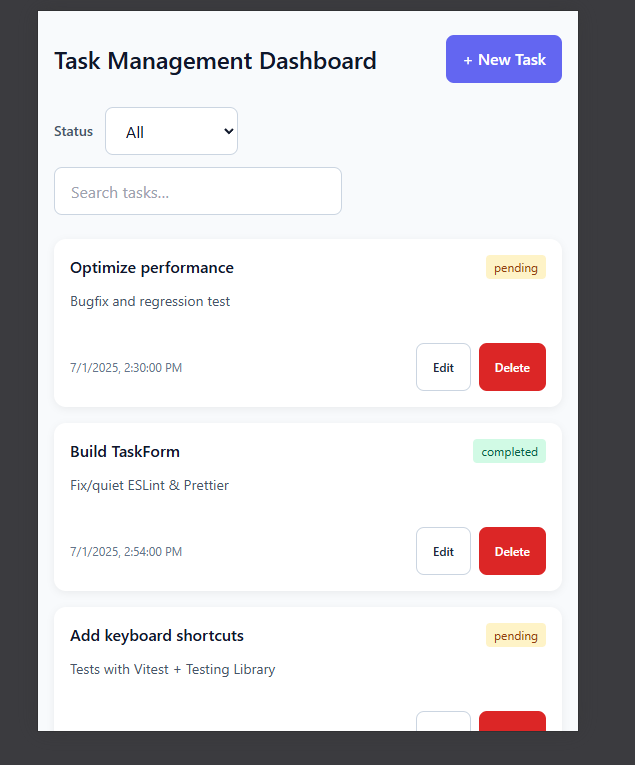 Task Management Dashboard
+ New Task
Status
All
Search tasks...
Optimize performance
pending
Bugfix and regression test
7/1/2025, 2:30:00 PM
Edit
Delete
Build TaskForm
completed
Fix/quiet ESLint & Prettier
7/1/2025, 2:54:00 PM
Edit
Delete
Add keyboard shortcuts
pending
Tests with Vitest + Testing Library